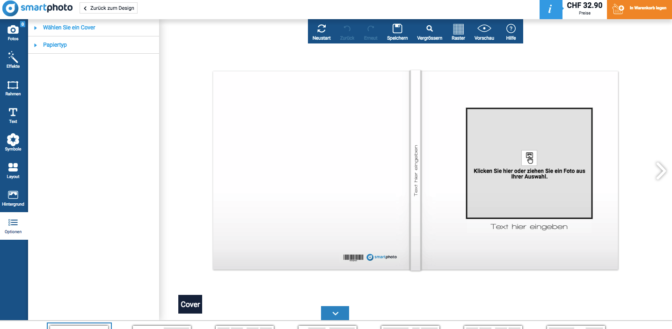 smartphoto
Zurück zum Design
i
CHF 32.90
Preise
In Warenkorb legen
Fotos
Effekte
Rahmen
Text
Symbole
Layout
Hintergrund
Optionen
Wählen Sie ein Cover
Papiertyp
Neustart
Zurück
Erneut
Speichern
Vergrössern
Raster
Vorschau
Hilfe
Text hier eingeben
Klicken Sie hier oder ziehen Sie ein Foto aus
Ihrer Auswahl.
Text hier eingeben
smartphoto
Cover